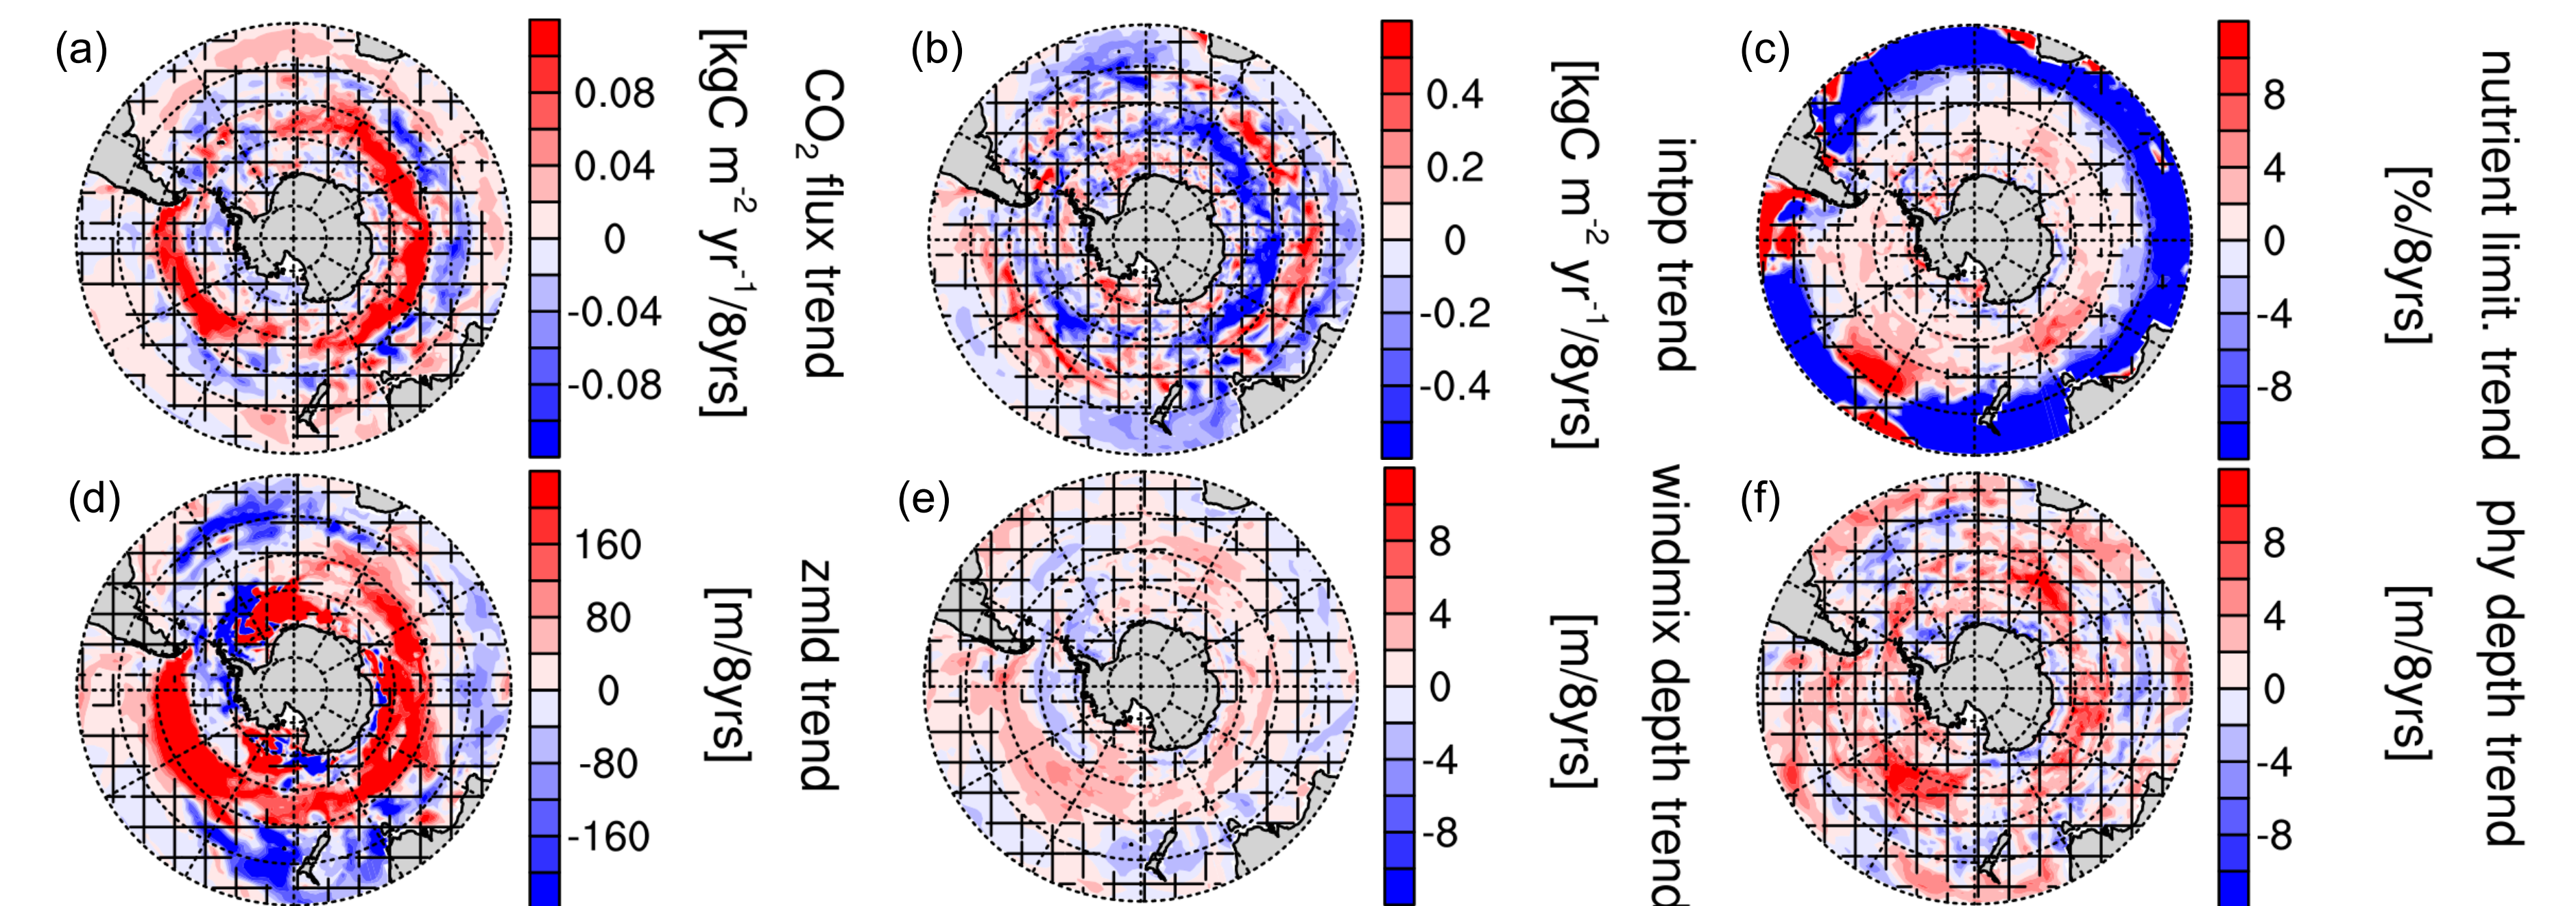 (a)
0.08
0.04
0
-0.04
-0.08
[kgC m-2 yr-1/8yrs]
CO2 flux trend
(b)
0.4
0.2
0
-0.2
-0.4
[kgC m-2 yr-1/8yrs]
intpp trend
(c)
8
4
0
-4
-8
[%/8yrs]
nutrient limit. trend
(d)
160
80
0
-80
-160
[m/8yrs]
zmld trend
(e)
8
4
0
-4
-8
[m/8yrs]
windmix depth trend
(f)
8
4
0
-4
-8
[m/8yrs]
phy depth trend